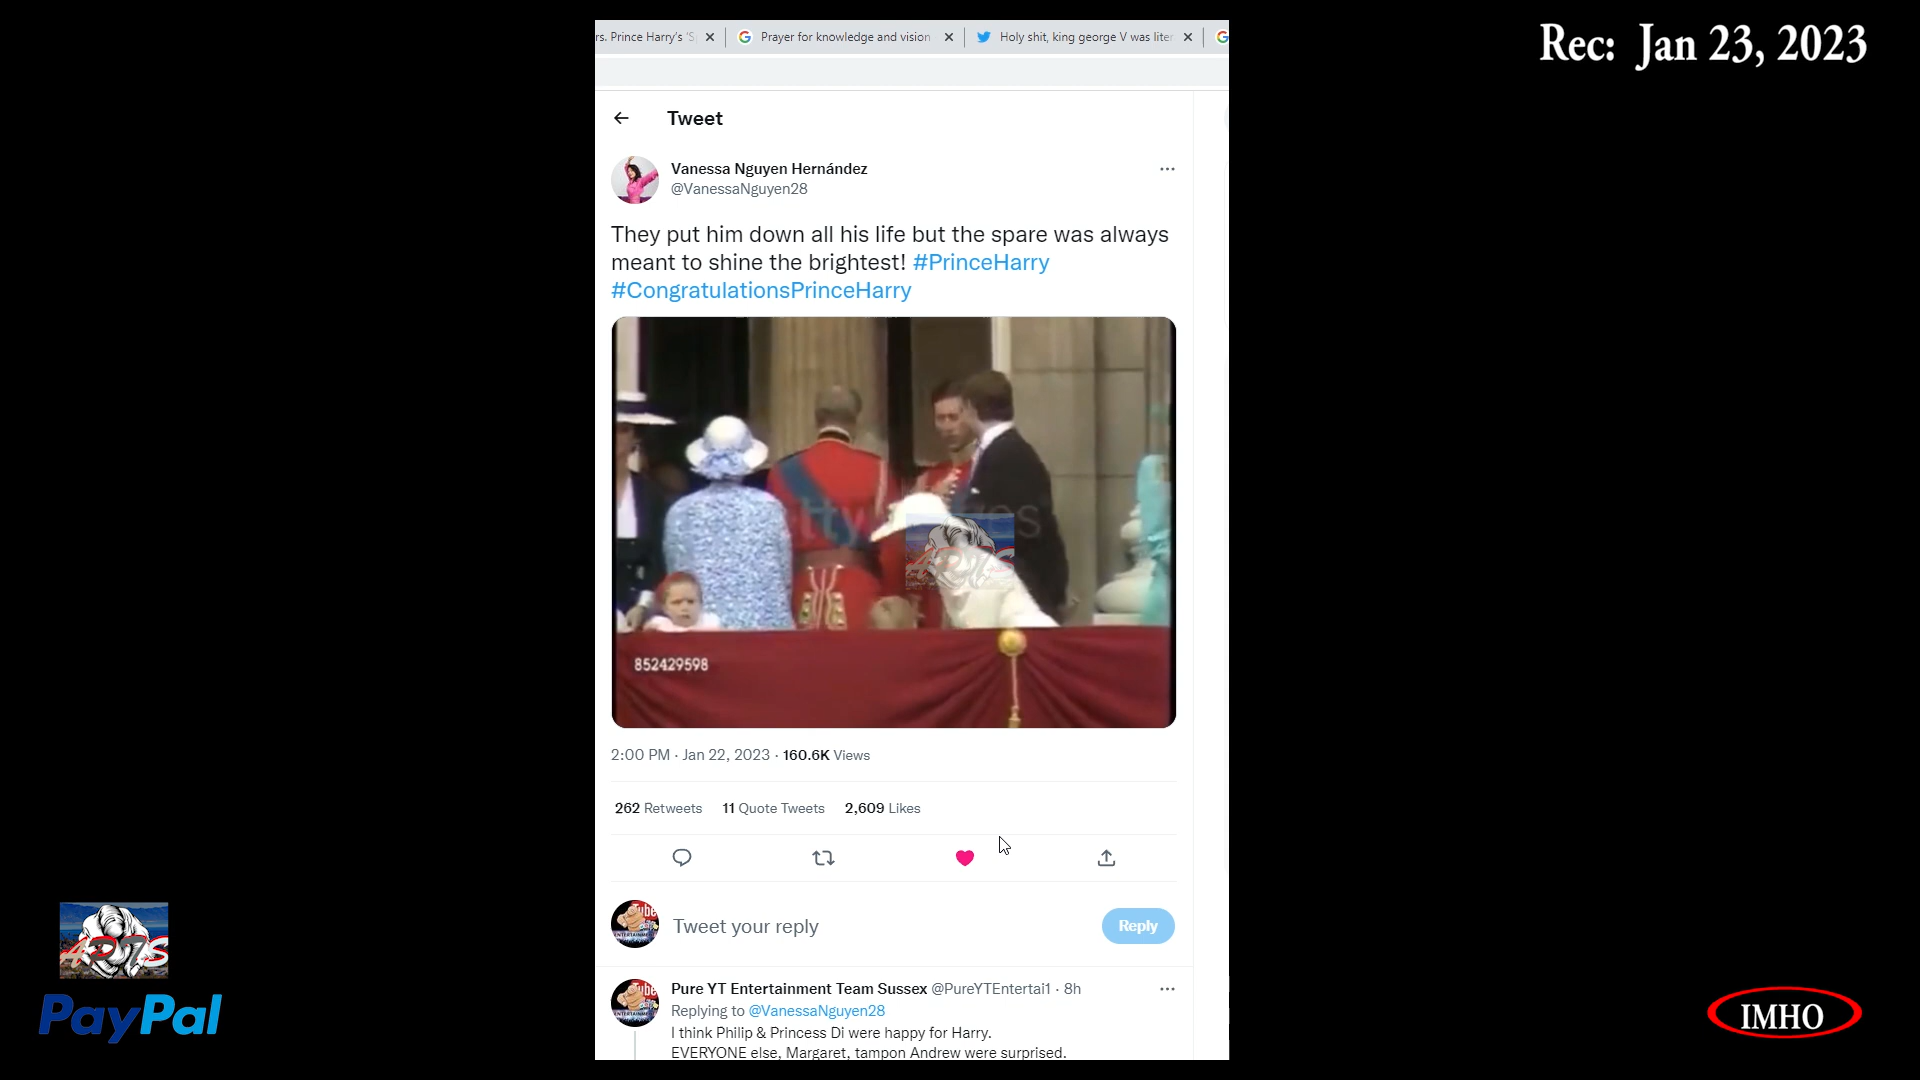 Rec: Jan 23, 2023
rs. Prince Harry's 'S
Prayer for knowledge and vision
Holy shit, king george V was liter
Tweet
Vanessa Nguyen Hernández
@VanessaNguyen28
They put him down all his life but the spare was always
meant to shine the brightest! #PrinceHarry
#CongratulationsPrinceHarry
852429598
2:00 PM · Jan 22, 2023 · 160.6K Views
262 Retweets 11 Quote Tweets 2,609 Likes
Tweet your reply
Reply
Pure YT Entertainment Team Sussex @PureYTEntertai1 · 8h
Replying to @VanessaNguyen28
I think Philip & Princess Di were happy for Harry.
EVERYONE else, Margaret, tampon Andrew were surprised.
ARTS
PayPal
IMHO